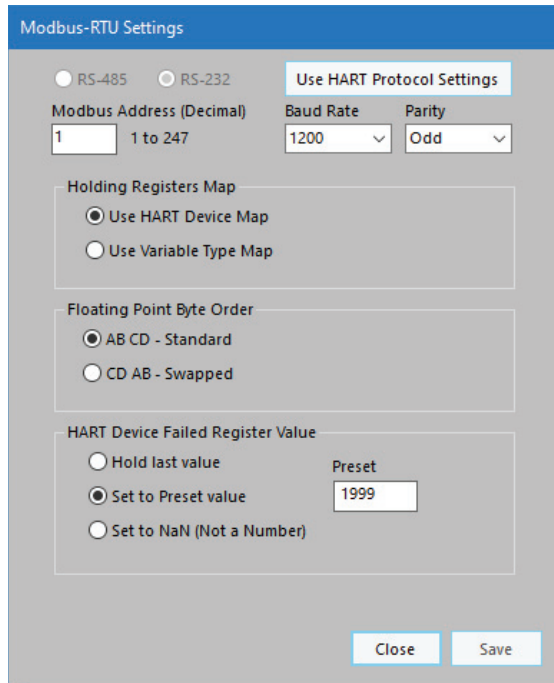 Modbus-RTU Settings
RS-485 RS-232 Use HART Protocol Settings
Modbus Address (Decimal) Baud Rate Parity
1 1 to 247 1200 Odd
Holding Registers Map
Use HART Device Map
Use Variable Type Map
Floating Point Byte Order
AB CD - Standard
CD AB - Swapped
HART Device Failed Register Value
Hold last value Preset
Set to Preset value 1999
Set to NaN (Not a Number)
Close Save